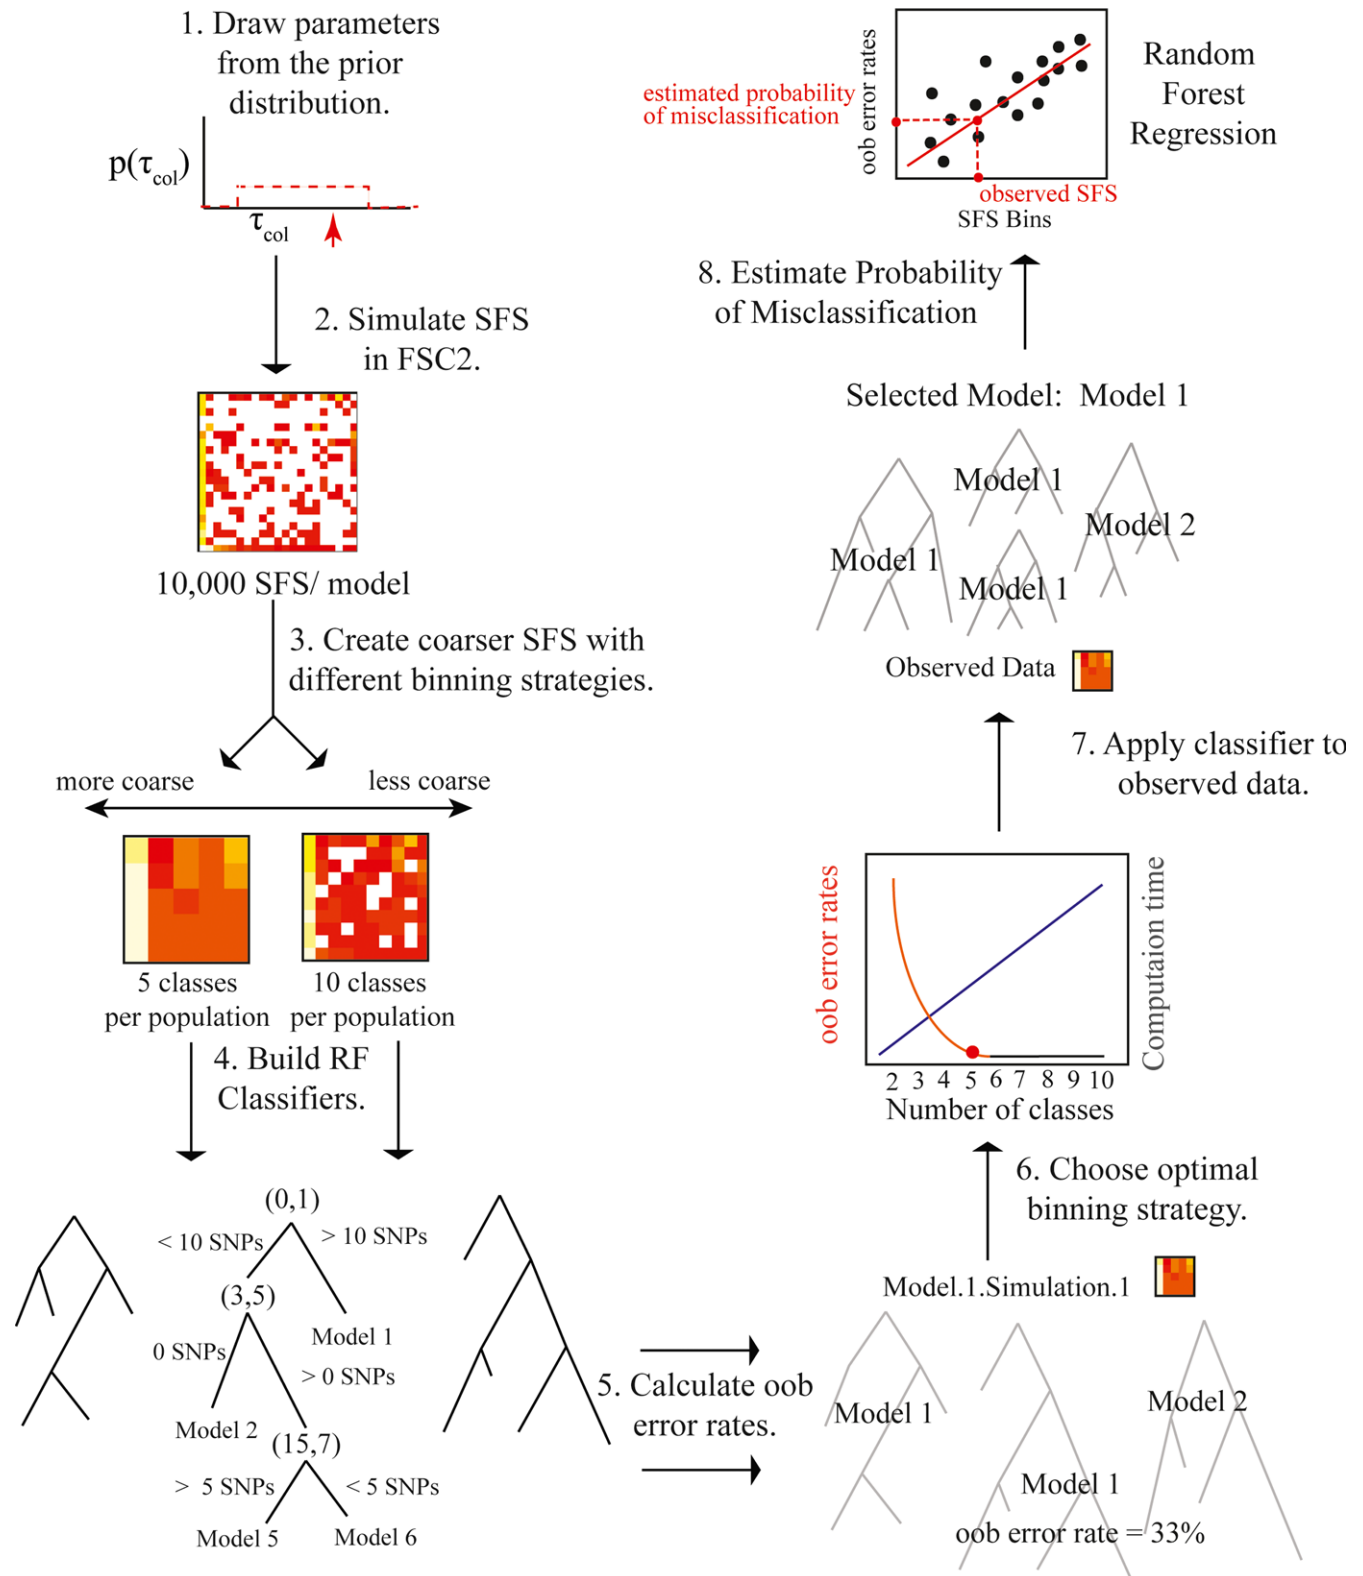 1. Draw parameters
from the prior
distribution.
p(τcol)
τcol
2. Simulate SFS
in FSC2.
10,000 SFS/ model
3. Create coarser SFS with
different binning strategies.
more coarse
less coarse
5 classes
per population
10 classes
per population
4. Build RF
Classifiers.
(0,1)
< 10 SNPs
> 10 SNPs
(3,5)
Model 1
0 SNPs
> 0 SNPs
Model 2
(15,7)
> 5 SNPs
< 5 SNPs
Model 5
Model 6
5. Calculate oob
error rates.
Model.1.Simulation.1
Model 1
Model 2
Model 1
oob error rate = 33%
6. Choose optimal
binning strategy.
oob error rates
Computaion time
2 3 4 5 6 7 8 9 10
Number of classes
7. Apply classifier to
observed data.
Observed Data
Model 1
Model 1
Model 1
Model 2
Selected Model: Model 1
8. Estimate Probability
of Misclassification
estimated probability
of misclassification
oob error rates
observed SFS
SFS Bins
Random
Forest
Regression